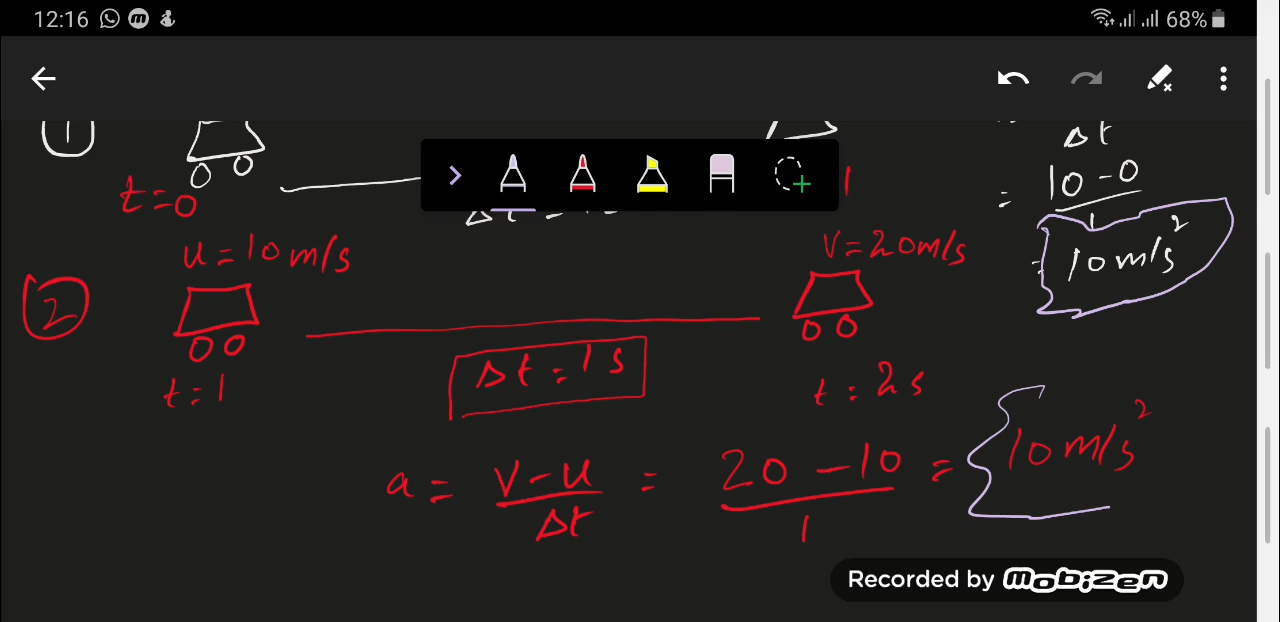 12:16 68%
1
Δt
t=0
1
= 10-0
1
= 10m/s²
u=10m/s
v=20m/s
2
Δt=1s
t=1
t=2s
a = v-u = 20-10 = 10m/s²
Δt 1
Recorded by mobizen